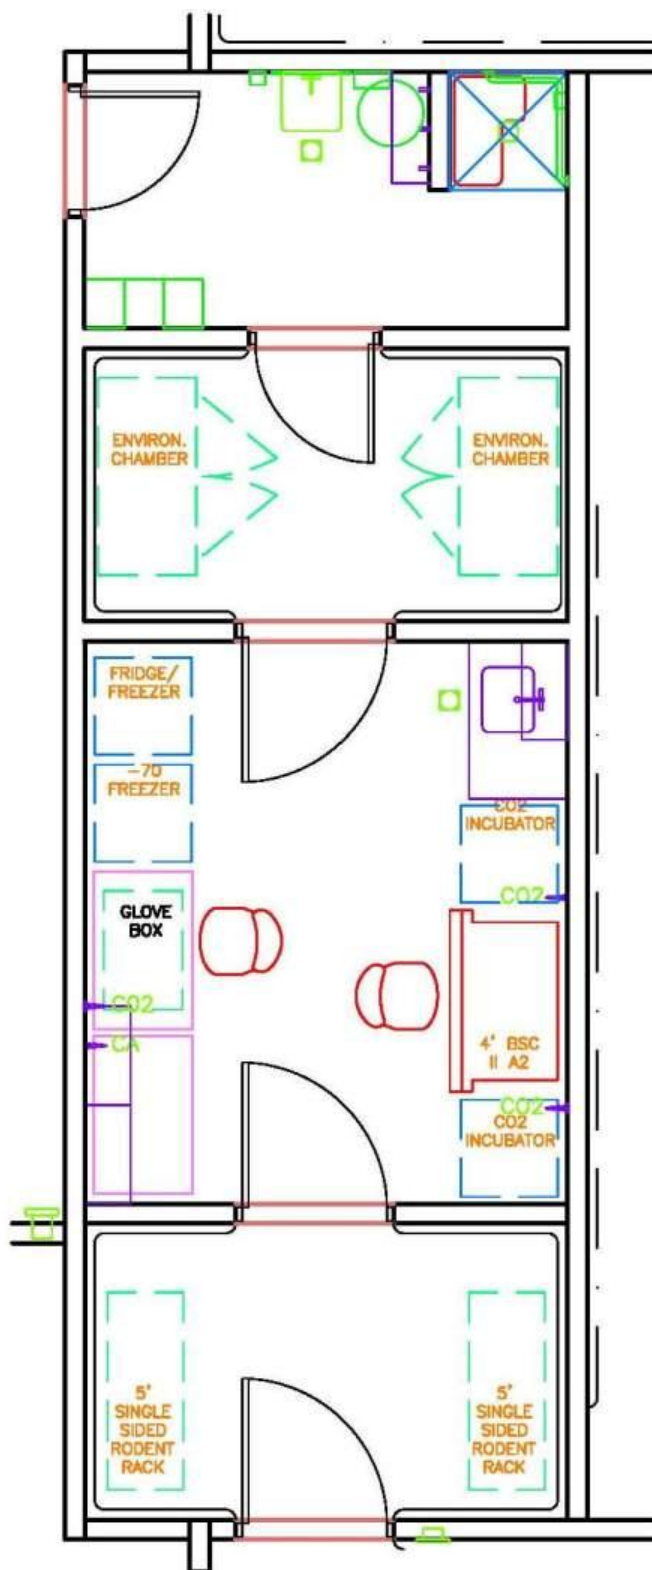 ENVIRON.
CHAMBER
ENVIRON.
CHAMBER
FRIDGE/
FREEZER
-70
FREEZER
CO2
INCUBATOR
CO2
GLOVE
BOX
CO2
CA
4' BSC
II A2
CO2
CO2
INCUBATOR
5'
SINGLE
SIDED
RODENT
RACK
5'
SINGLE
SIDED
RODENT
RACK